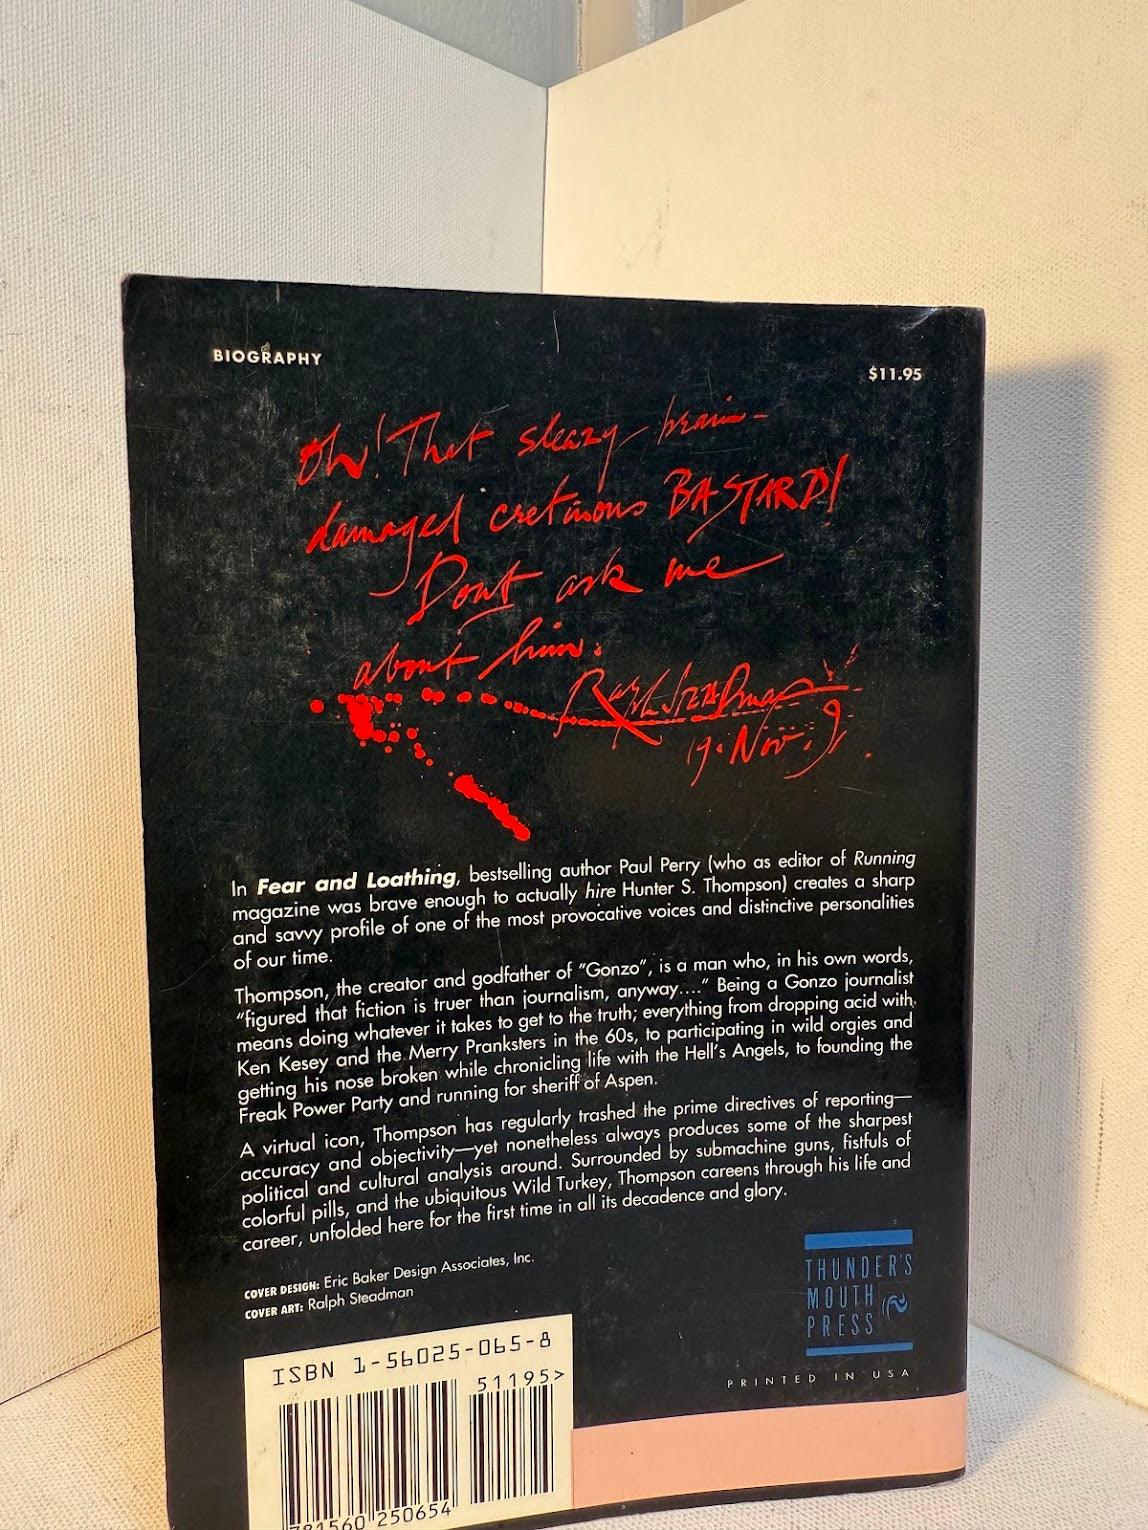 BIOGRAPHY
$11.95
Oh! That sleazy brain-
damaged cretinous BASTARD!
Dont ask me
about him.
Ralph STEADman
19. Nov.
In Fear and Loathing, bestselling author Paul Perry (who as editor of Running
magazine was brave enough to actually hire Hunter S. Thompson) creates a sharp
and savvy profile of one of the most provocative voices and distinctive personalities
of our time.
Thompson, the creator and godfather of "Gonzo", is a man who, in his own words,
"figured that fiction is truer than journalism, anyway...." Being a Gonzo journalist
means doing whatever it takes to get to the truth; everything from dropping acid with
Ken Kesey and the Merry Pranksters in the 60s, to participating in wild orgies and
getting his nose broken while chronicling life with the Hell's Angels, to founding the
Freak Power Party and running for sheriff of Aspen.
A virtual icon, Thompson has regularly trashed the prime directives of reporting—
accuracy and objectivity—yet nonetheless always produces some of the sharpest
political and cultural analysis around. Surrounded by submachine guns, fistfuls of
colorful pills, and the ubiquitous Wild Turkey, Thompson careens through his life and
career, unfolded here for the first time in all its decadence and glory.
COVER DESIGN: Eric Baker Design Associates, Inc.
COVER ART: Ralph Steadman
THUNDER'S
MOUTH
PRESS
PRINTED IN USA
ISBN 1-56025-065-8
51195>
781560 250654